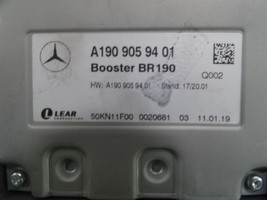 A190 905 94 01
Booster BR190
Q002
HW: A190 905 94 01 Stand: 17/20.01
LEAR
50KN11F00 0020681 03 11.01.19